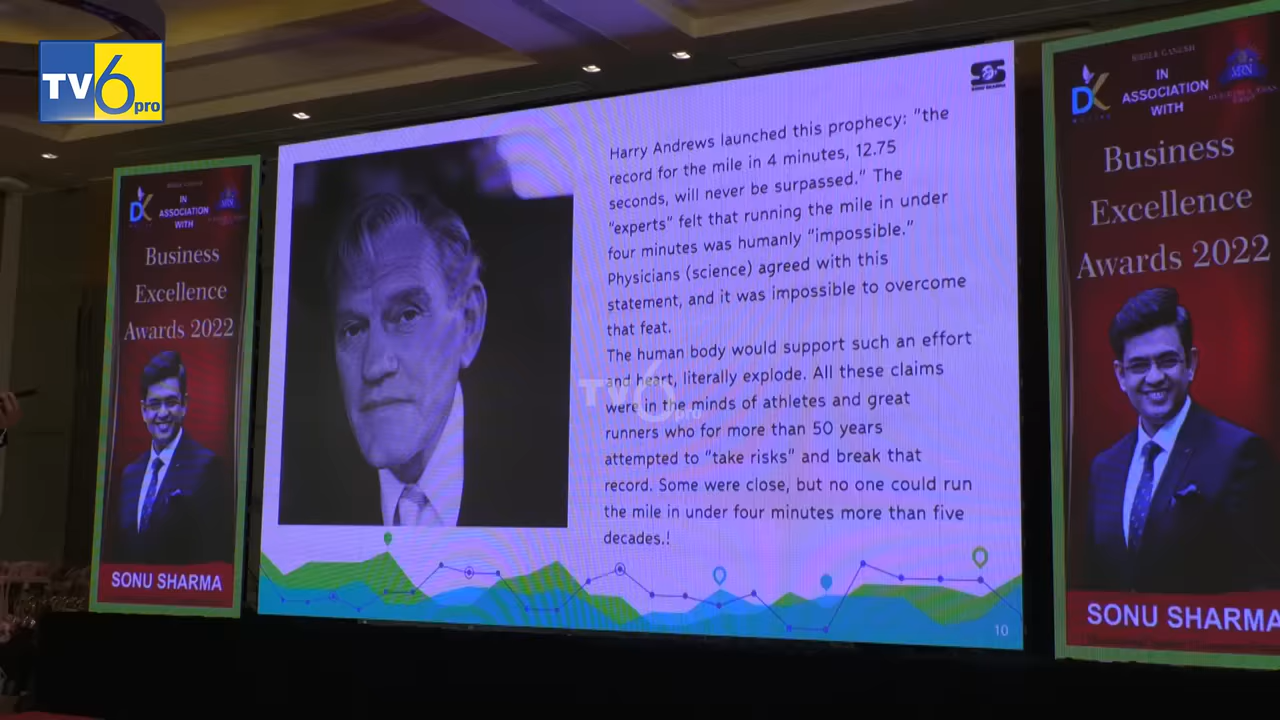 TV6pro
IN
ASSOCIATION
WITH
Business
Excellence
Awards 2022
SONU SHARMA
Harry Andrews launched this prophecy: "the
record for the mile in 4 minutes, 12.75
seconds, will never be surpassed." The
"experts" felt that running the mile in under
four minutes was humanly "impossible."
Physicians (science) agreed with this
statement, and it was impossible to overcome
that feat.
The human body would support such an effort
and heart, literally explode. All these claims
were in the minds of athletes and great
runners who for more than 50 years
attempted to "take risks" and break that
record. Some were close, but no one could run
the mile in under four minutes more than five
decades.!
10
TV6pro
DK
IN
ASSOCIATION
WITH
Business
Excellence
Awards 2022
SONU SHARMA